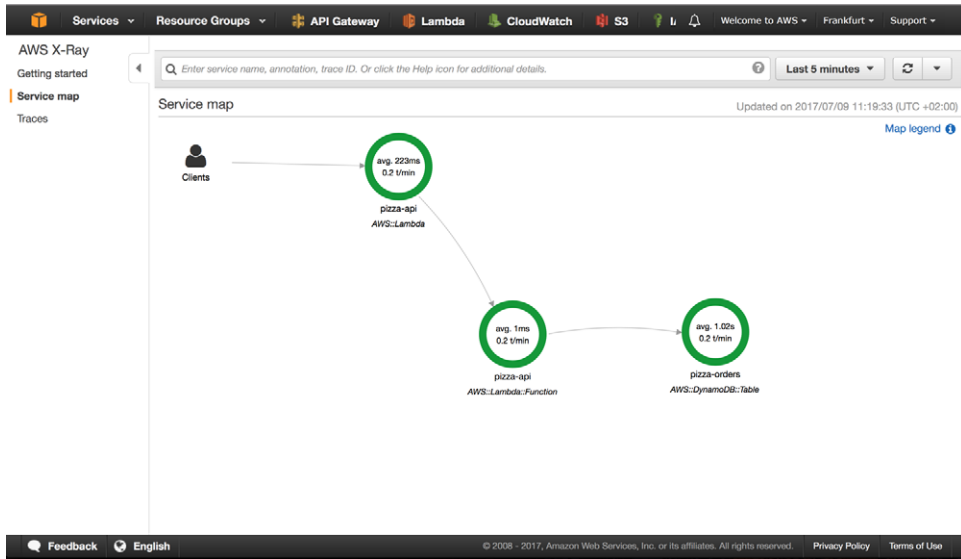 Services Resource Groups API Gateway Lambda CloudWatch S3 Welcome to AWS Frankfurt Support
AWS X-Ray
Getting started
Service map
Traces
Enter service name, annotation, trace ID. Or click the Help icon for additional details.
Last 5 minutes
Service map
Updated on 2017/07/09 11:19:33 (UTC +02:00)
Map legend
Clients
avg. 223ms
0.2 t/min
pizza-api
AWS::Lambda
avg. 1ms
0.2 t/min
pizza-api
AWS::Lambda::Function
avg. 1.02s
0.2 t/min
pizza-orders
AWS::DynamoDB::Table
Feedback English © 2008 - 2017, Amazon Web Services, Inc. or its affiliates. All rights reserved. Privacy Policy Terms of Use